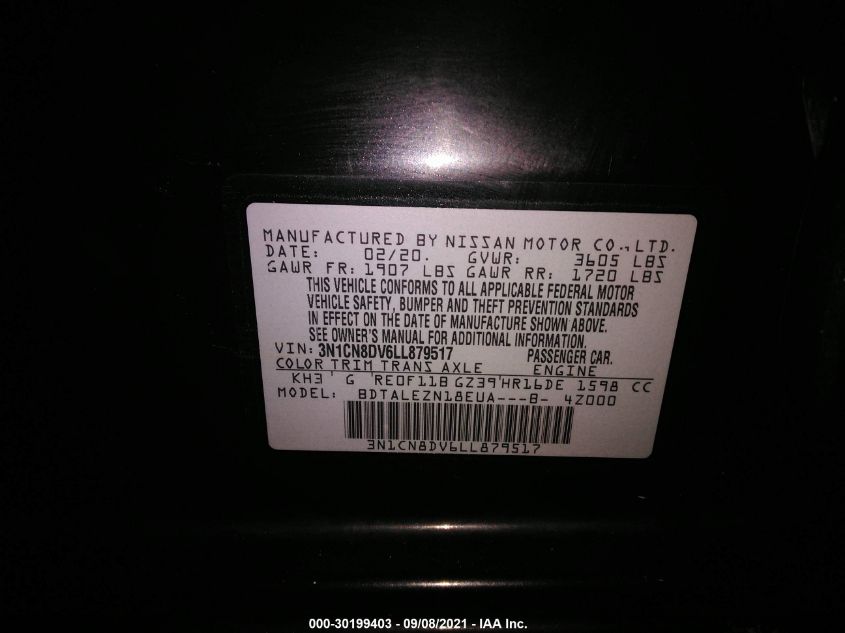 MANUFACTURED BY NISSAN MOTOR CO.,LTD.
DATE: 02/20. GVWR: 3605 LBS
GAWR FR: 1907 LBS GAWR RR: 1720 LBS
THIS VEHICLE CONFORMS TO ALL APPLICABLE FEDERAL MOTOR
VEHICLE SAFETY, BUMPER AND THEFT PREVENTION STANDARDS
IN EFFECT ON THE DATE OF MANUFACTURE SHOWN ABOVE.
SEE OWNER'S MANUAL FOR ADDITIONAL INFORMATION.
VIN: 3N1CN8DV6LL879517 PASSENGER CAR.
COLOR TRIM TRANS AXLE ENGINE
KH3 ' G 'RE0F11B GZ39'HR16DE 1598 CC
MODEL: BDTALEZN18EUA---B- 4Z000
3N1CN8DV6LL879517
000-30199403 - 09/08/2021 - IAA Inc.